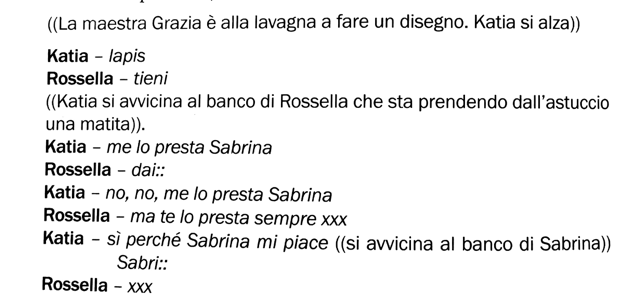 ((La maestra Grazia è alla lavagna a fare un disegno. Katia si alza))
Katia – lapis
Rossella – tieni
((Katia si avvicina al banco di Rossella che sta prendendo dall'astuccio
una matita)).
Katia – me lo presta Sabrina
Rossella – dai::
Katia – no, no, me lo presta Sabrina
Rossella – ma te lo presta sempre xxx
Katia – sì perché Sabrina mi piace ((si avvicina al banco di Sabrina))
Sabri::
Rossella – xxx